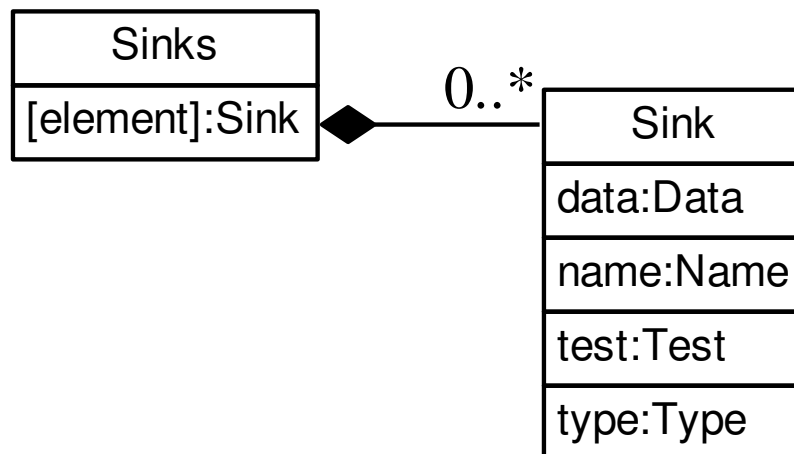 Sinks
[element]:Sink
0..*
Sink
data:Data
name:Name
test:Test
type:Type